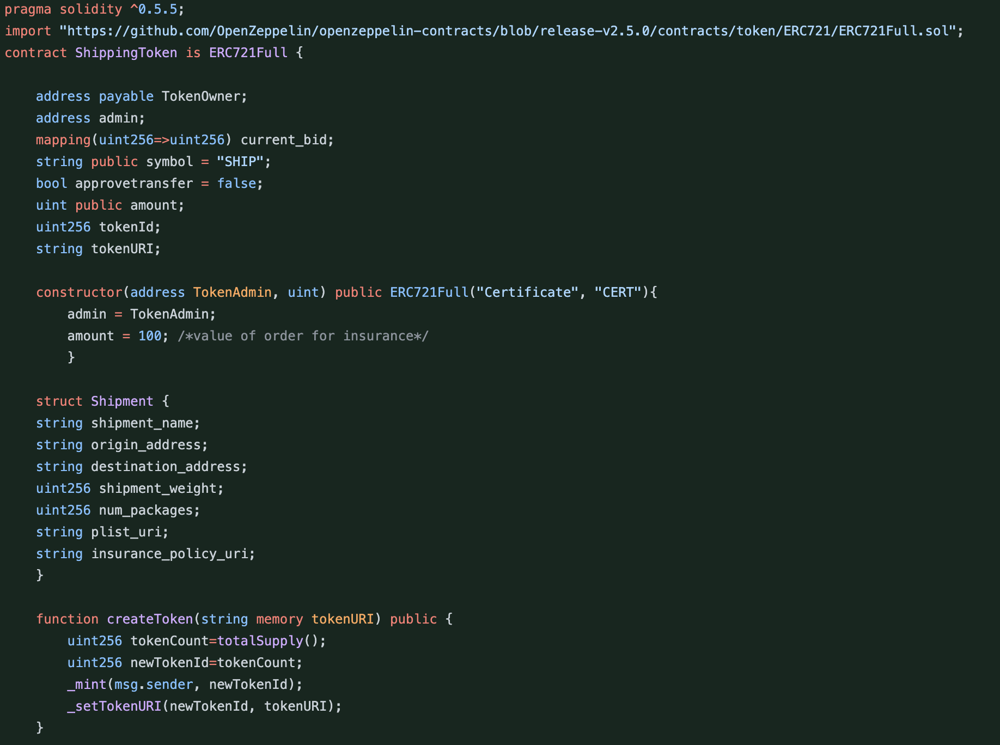 pragma solidity ^0.5.5;
import "https://github.com/OpenZeppelin/openzeppelin-contracts/blob/release-v2.5.0/contracts/token/ERC721/ERC721Full.sol";
contract ShippingToken is ERC721Full {

    address payable TokenOwner;
    address admin;
    mapping(uint256=>uint256) current_bid;
    string public symbol = "SHIP";
    bool approvetransfer = false;
    uint public amount;
    uint256 tokenId;
    string tokenURI;

    constructor(address TokenAdmin, uint) public ERC721Full("Certificate", "CERT"){
        admin = TokenAdmin;
        amount = 100; /*value of order for insurance*/
        }

    struct Shipment {
    string shipment_name;
    string origin_address;
    string destination_address;
    uint256 shipment_weight;
    uint256 num_packages;
    string plist_uri;
    string insurance_policy_uri;
    }

    function createToken(string memory tokenURI) public {
        uint256 tokenCount=totalSupply();
        uint256 newTokenId=tokenCount;
        _mint(msg.sender, newTokenId);
        _setTokenURI(newTokenId, tokenURI);
    }